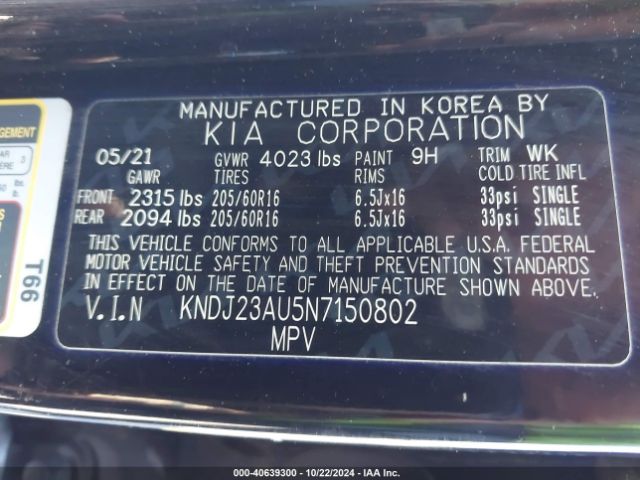 MANUFACTURED IN KOREA BY
KIA CORPORATION
05/21 GVWR 4023 lbs PAINT 9H TRIM WK
GAWR TIRES RIMS COLD TIRE INFL
FRONT 2315 lbs 205/60R16 6.5Jx16 33psi SINGLE
REAR 2094 lbs 205/60R16 6.5Jx16 33psi SINGLE
THIS VEHICLE CONFORMS TO ALL APPLICABLE U.S.A. FEDERAL
MOTOR VEHICLE SAFETY AND THEFT PREVENTION STANDARDS
IN EFFECT ON THE DATE OF MANUFACTURE SHOWN ABOVE.
V.I.N KNDJ23AU5N7150802
MPV
T66
000-40639300 - 10/22/2024 - IAA Inc.